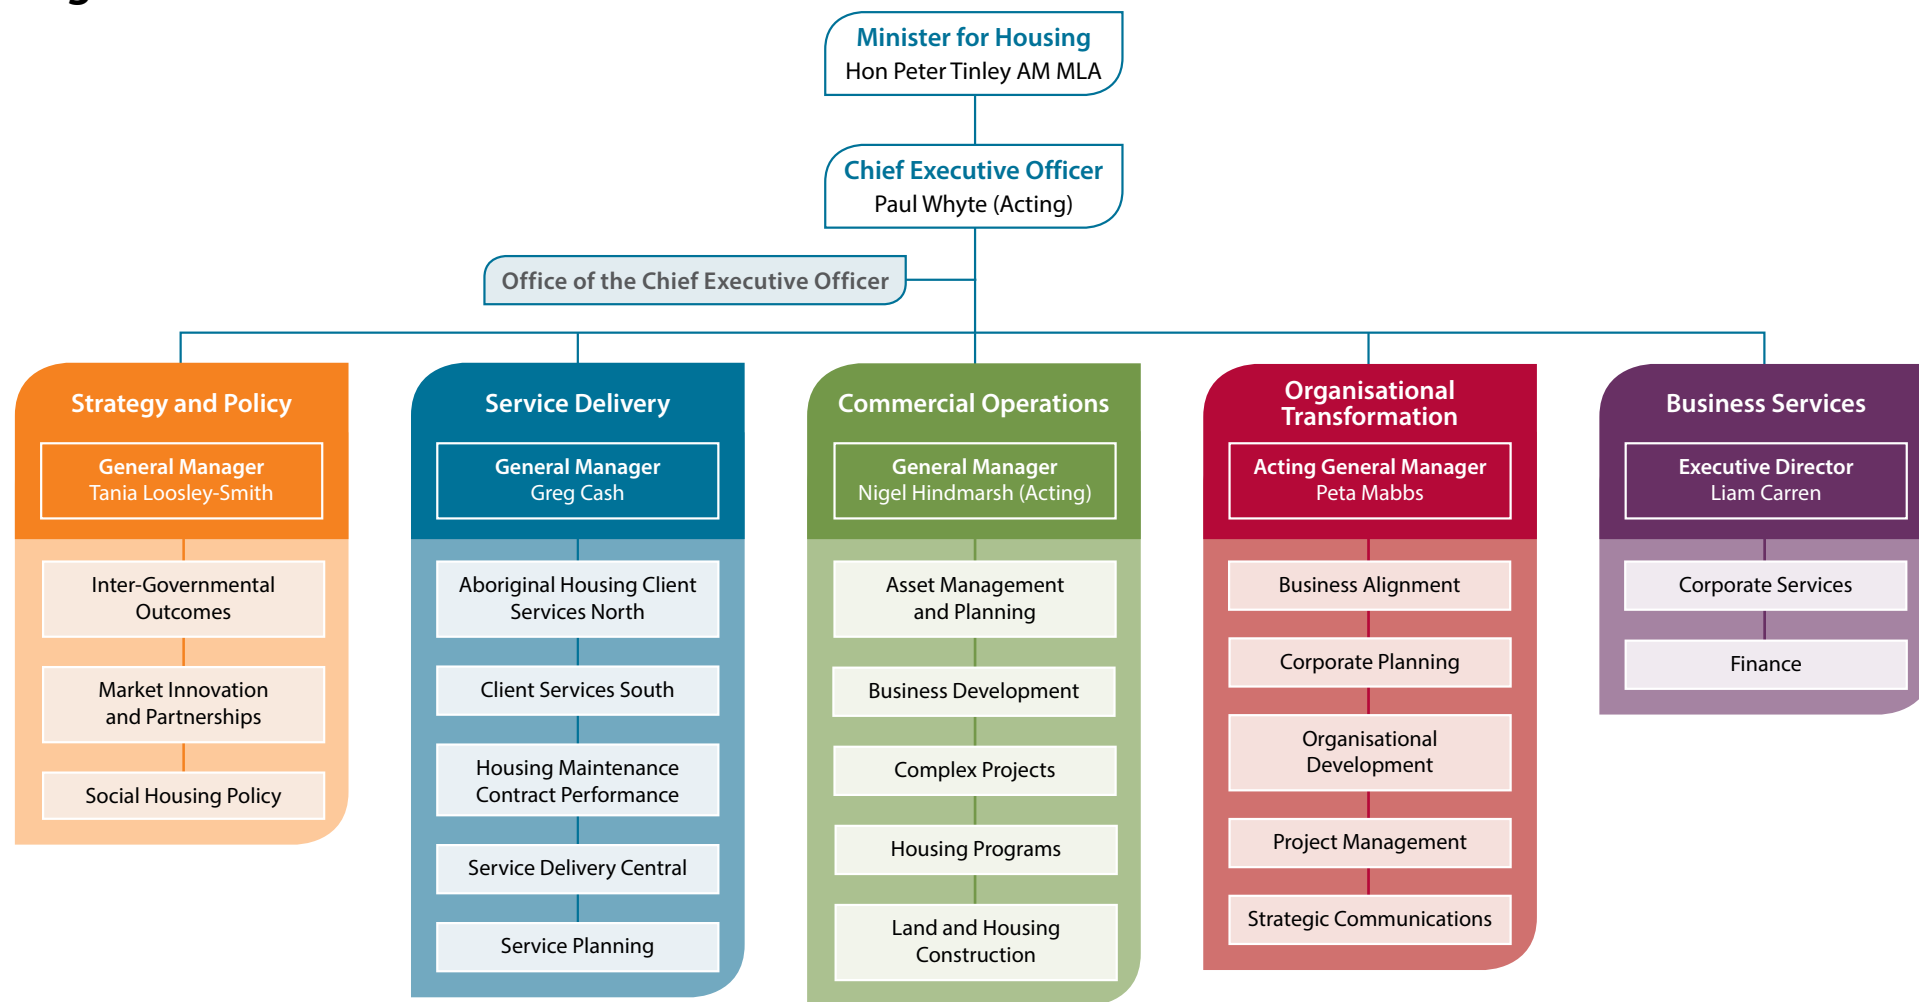 Minister for Housing
Hon Peter Tinley AM MLA
Chief Executive Officer
Paul Whyte (Acting)
Office of the Chief Executive Officer
Strategy and Policy
General Manager
Tania Loosley-Smith
Inter-Governmental
Outcomes
Market Innovation
and Partnerships
Social Housing Policy
Service Delivery
General Manager
Greg Cash
Aboriginal Housing Client
Services North
Client Services South
Housing Maintenance
Contract Performance
Service Delivery Central
Service Planning
Commercial Operations
General Manager
Nigel Hindmarsh (Acting)
Asset Management
and Planning
Business Development
Complex Projects
Housing Programs
Land and Housing
Construction
Organisational
Transformation
Acting General Manager
Peta Mabbs
Business Alignment
Corporate Planning
Organisational
Development
Project Management
Strategic Communications
Business Services
Executive Director
Liam Carren
Corporate Services
Finance